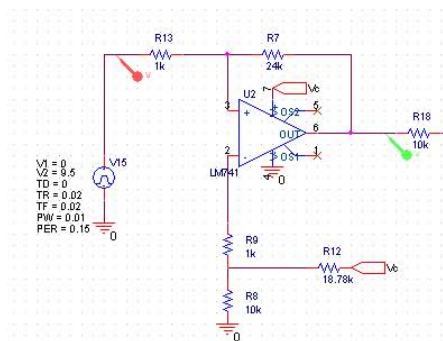 R13
1k
R7
24k
U2
Vc
7
5
3
+
OS2
OUT
6
R18
10k
2
-
OS1
1
LM741
4
0
V1 = 0
V2 = 9.5
TD = 0
TR = 0.02
TF = 0.02
PW = 0.01
PER = 0.15
V15
0
R9
1k
R12
18.78k
Vc
R8
10k
0